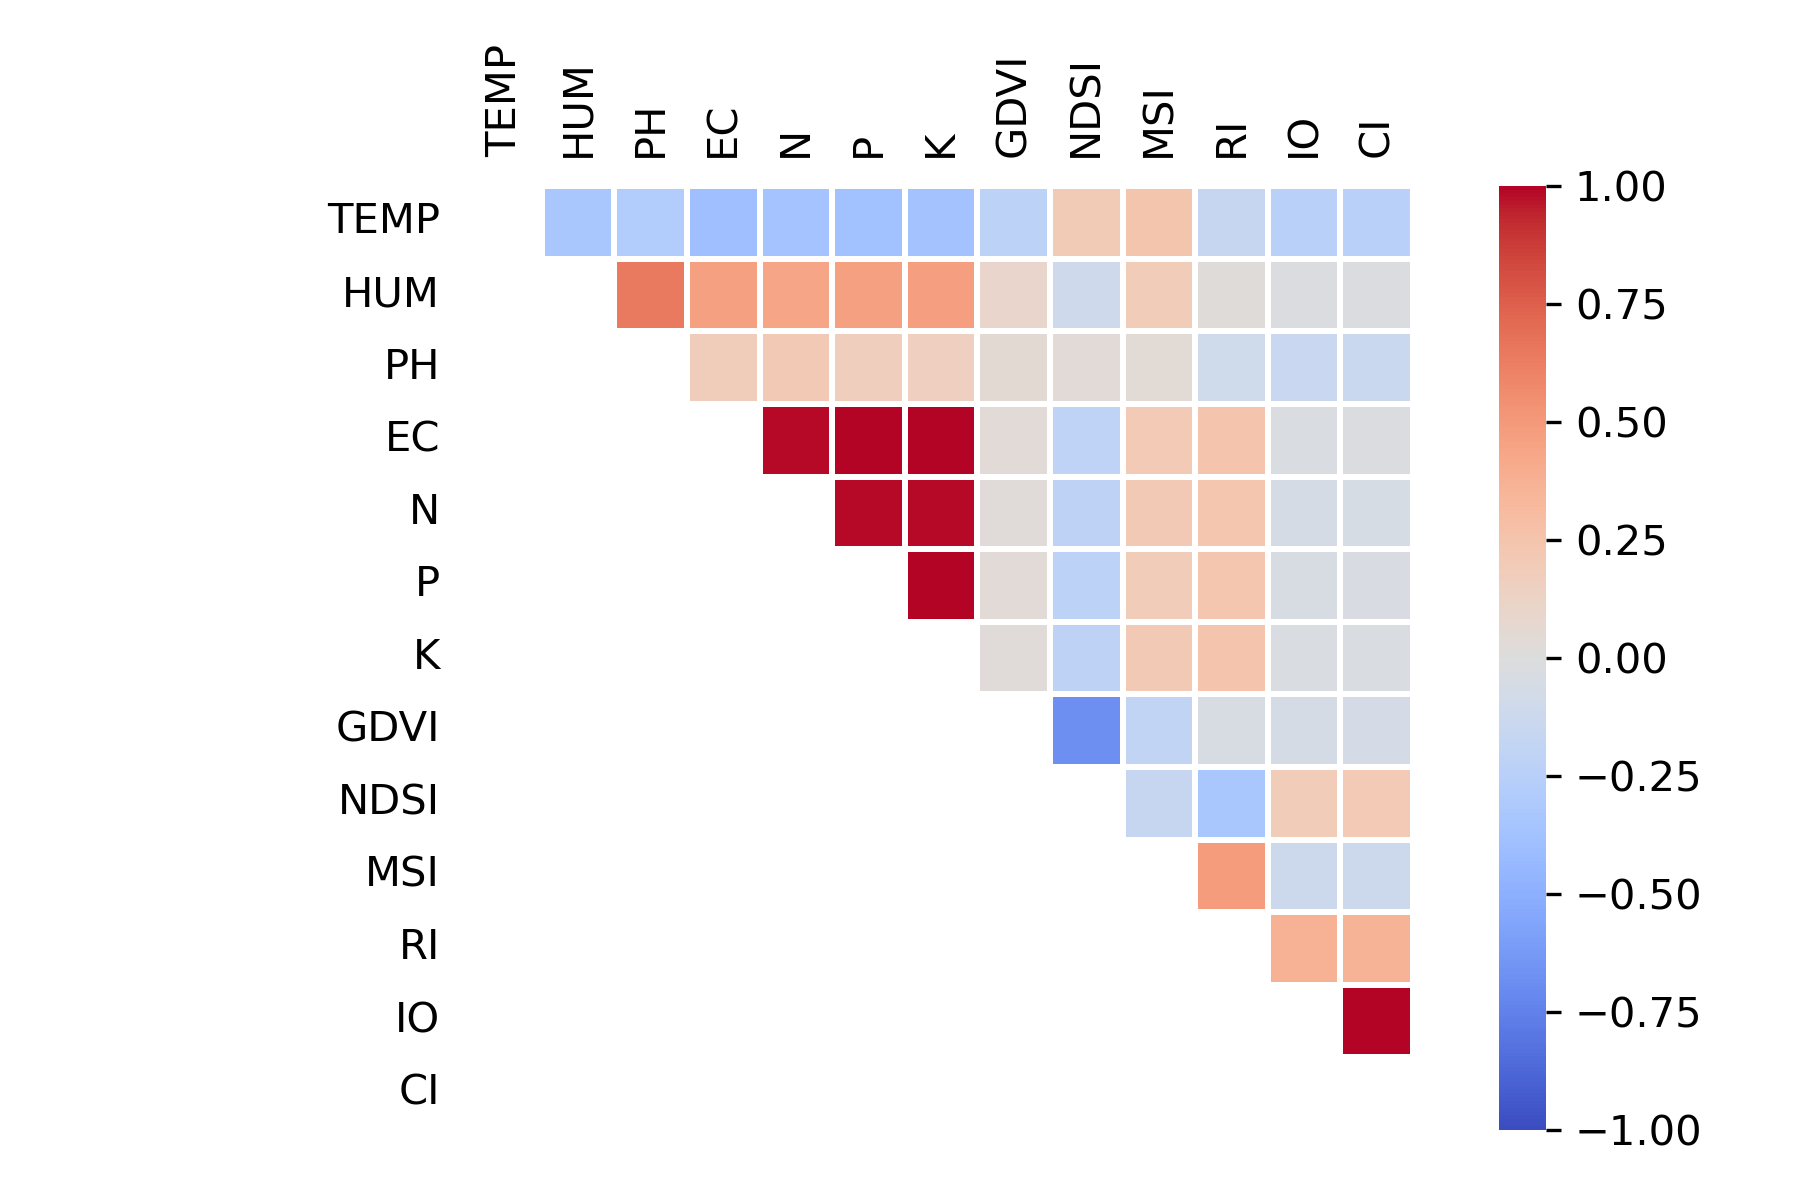 TEMP HUM PH EC N P K GDVI NDSI MSI RI IO CI
TEMP
HUM
PH
EC
N
P
K
GDVI
NDSI
MSI
RI
IO
CI
1.00
0.75
0.50
0.25
0.00
−0.25
−0.50
−0.75
−1.00